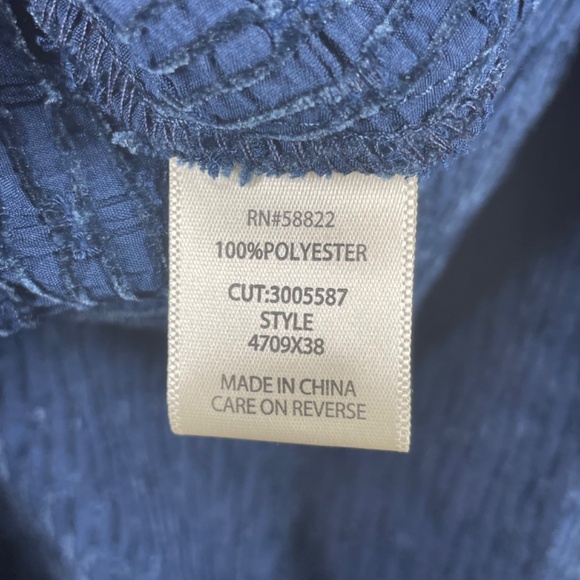 RN#58822
100%POLYESTER
CUT:3005587
STYLE
4709X38
MADE IN CHINA
CARE ON REVERSE